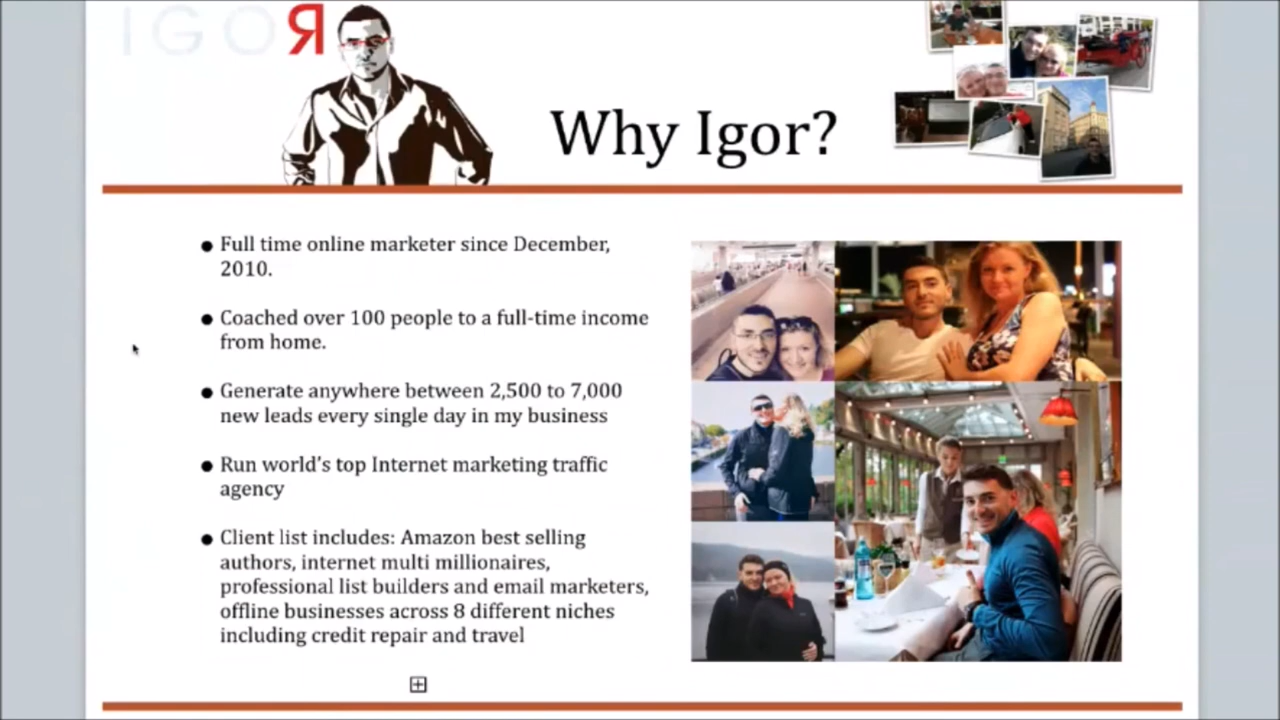 IGOЯ
Why Igor?
● Full time online marketer since December,
2010.
● Coached over 100 people to a full-time income
from home.
● Generate anywhere between 2,500 to 7,000
new leads every single day in my business
● Run world's top Internet marketing traffic
agency
● Client list includes: Amazon best selling
authors, internet multi millionaires,
professional list builders and email marketers,
offline businesses across 8 different niches
including credit repair and travel